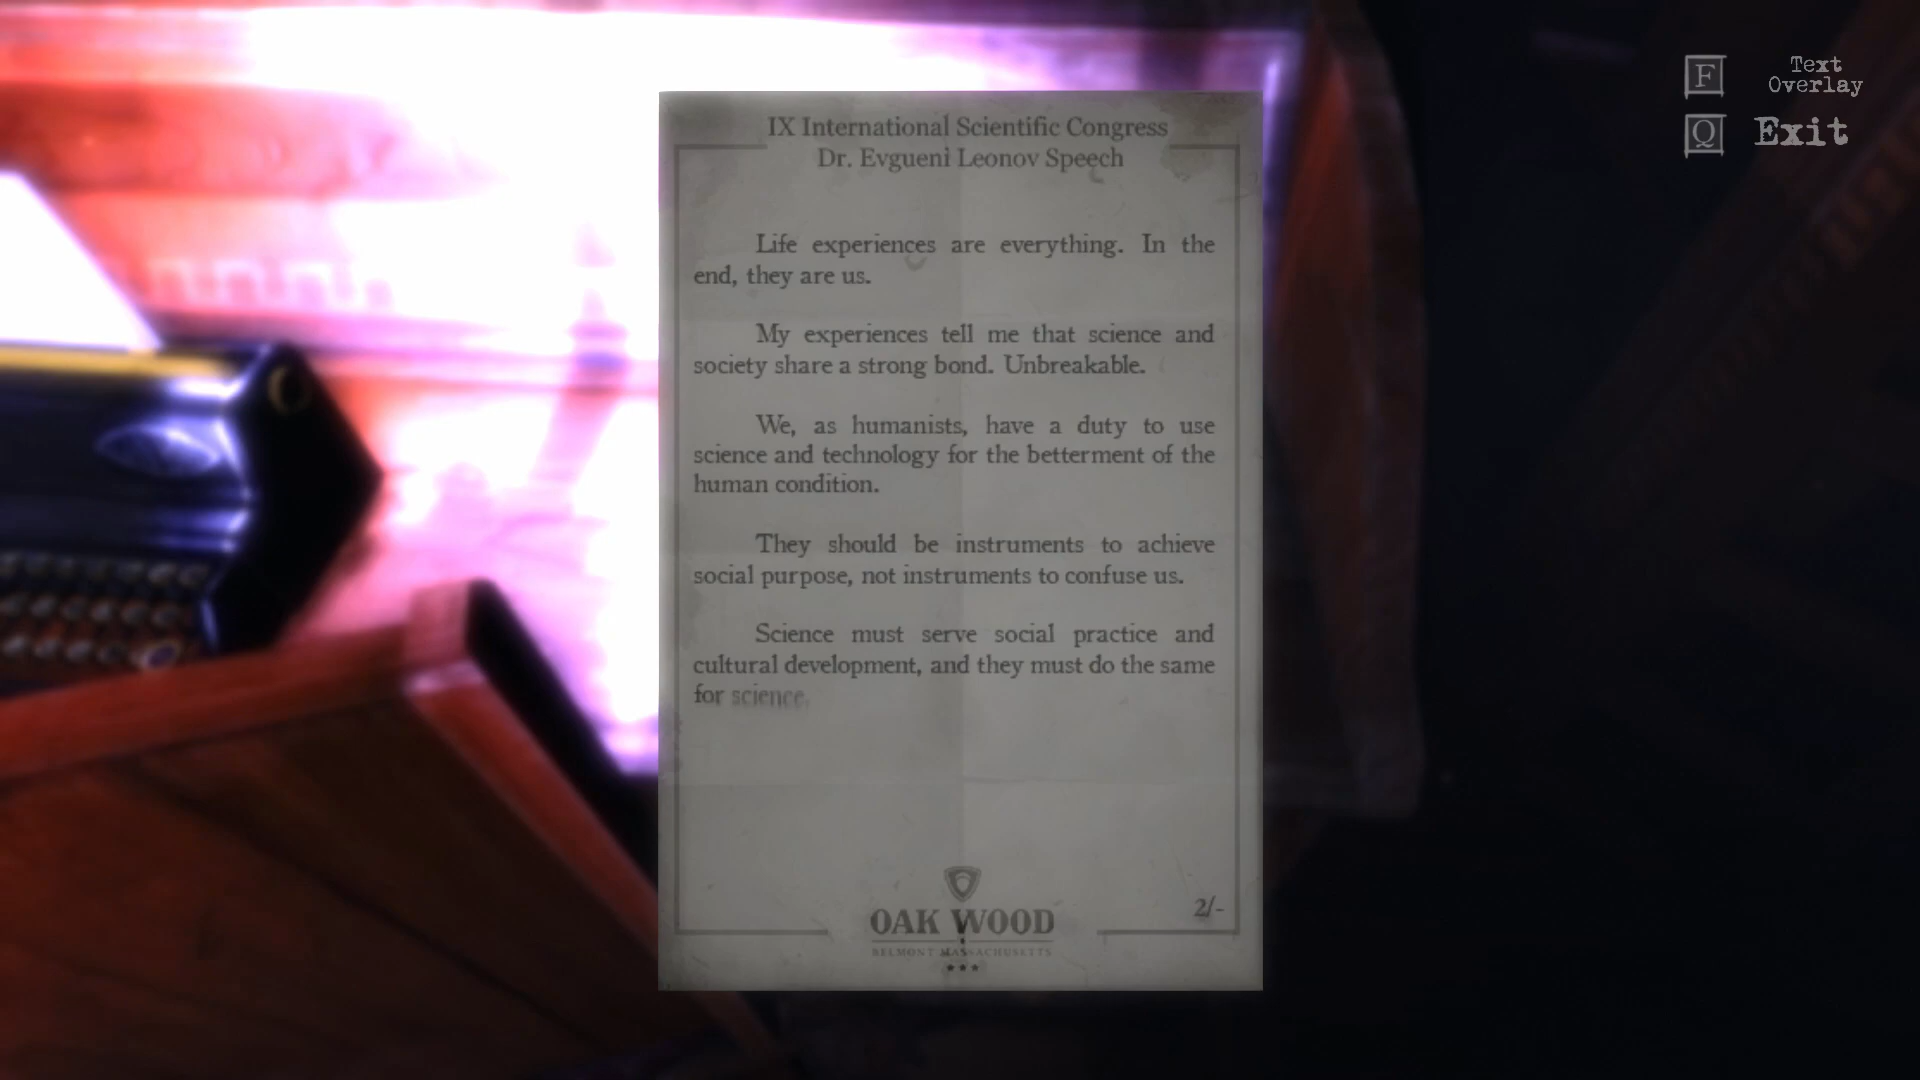 F Text
Overlay
Q Exit
IX International Scientific Congress
Dr. Evgueni Leonov Speech
Life experiences are everything. In the
end, they are us.
My experiences tell me that science and
society share a strong bond. Unbreakable.
We, as humanists, have a duty to use
science and technology for the betterment of the
human condition.
They should be instruments to achieve
social purpose, not instruments to confuse us.
Science must serve social practice and
cultural development, and they must do the same
for science.
2/-
OAK WOOD
BELMONT MASSACHUSETTS